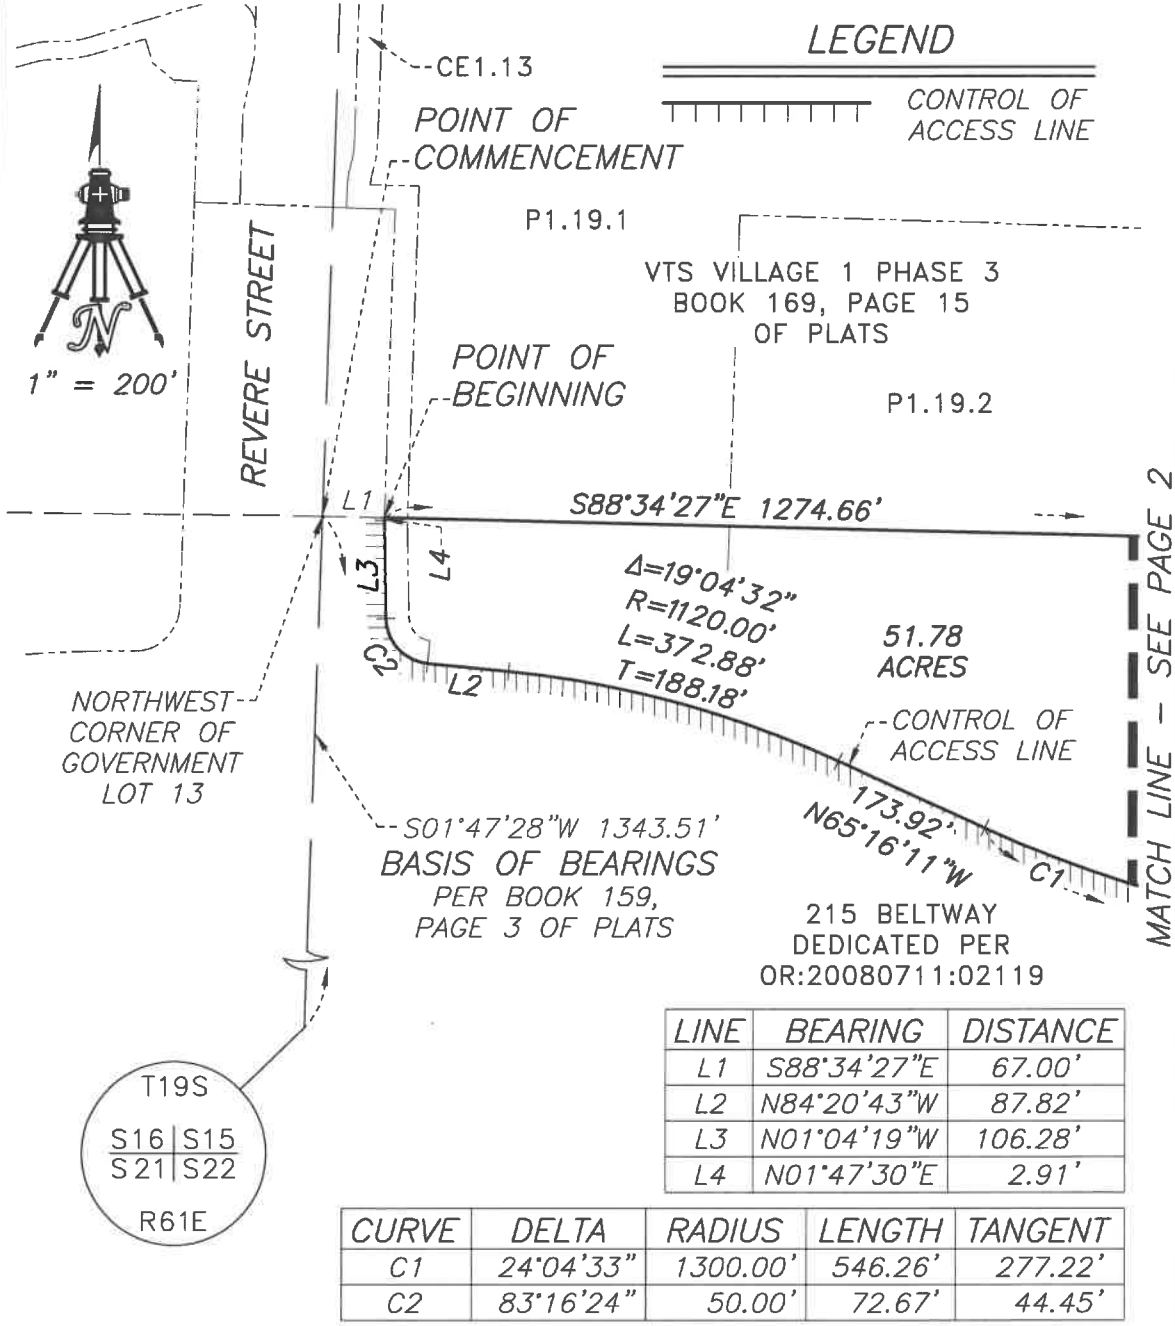 LEGEND
CONTROL OF
ACCESS LINE
CE1.13
POINT OF
COMMENCEMENT
P1.19.1
VTS VILLAGE 1 PHASE 3
BOOK 169, PAGE 15
OF PLATS
P1.19.2
N
1" = 200'
REVERE STREET
POINT OF
BEGINNING
L1
S88°34'27"E 1274.66'
L3
L4
C2
L2
Δ=19°04'32"
R=1120.00'
L=372.88'
T=188.18'
51.78
ACRES
CONTROL OF
ACCESS LINE
173.92'
N65°16'11"W
C1
MATCH LINE - SEE PAGE 2
NORTHWEST
CORNER OF
GOVERNMENT
LOT 13
S01°47'28"W 1343.51'
BASIS OF BEARINGS
PER BOOK 159,
PAGE 3 OF PLATS
215 BELTWAY
DEDICATED PER
OR:20080711:02119
T19S
S16 S15
S21 S22
R61E
LINE BEARING DISTANCE
L1 S88°34'27"E 67.00'
L2 N84°20'43"W 87.82'
L3 N01°04'19"W 106.28'
L4 N01°47'30"E 2.91'
CURVE DELTA RADIUS LENGTH TANGENT
C1 24°04'33" 1300.00' 546.26' 277.22'
C2 83°16'24" 50.00' 72.67' 44.45'